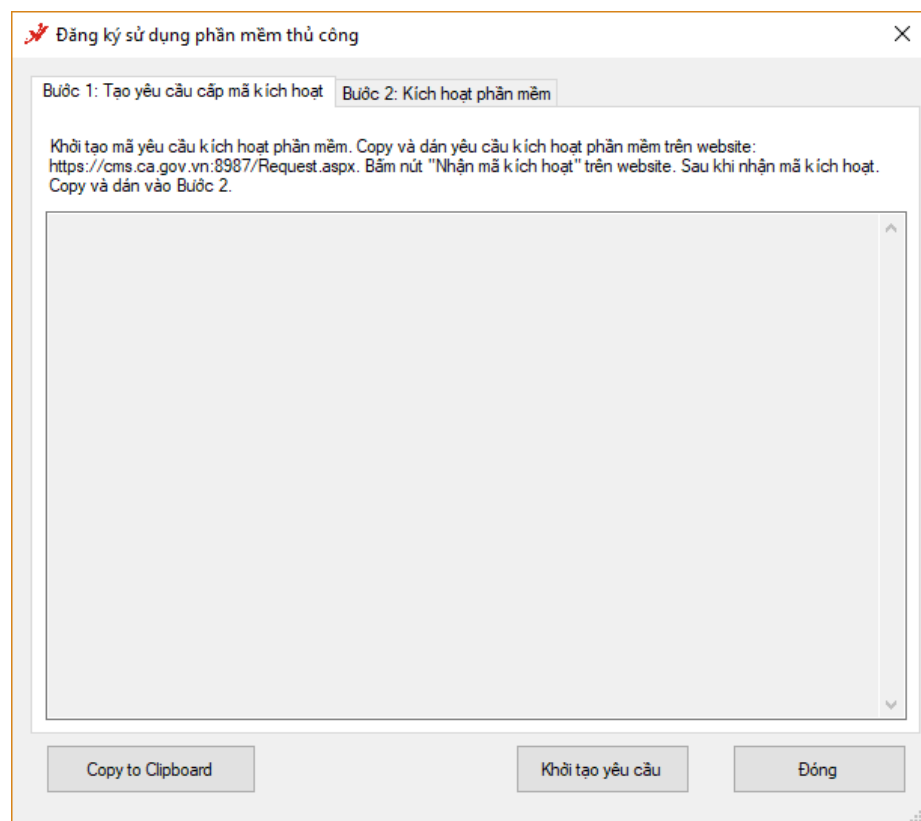 Đăng ký sử dụng phần mềm thủ công
Bước 1: Tạo yêu cầu cấp mã kích hoạt Bước 2: Kích hoạt phần mềm
Khởi tạo mã yêu cầu kích hoạt phần mềm. Copy và dán yêu cầu kích hoạt phần mềm trên website:
https://cms.ca.gov.vn:8987/Request.aspx. Bấm nút "Nhận mã kích hoạt" trên website. Sau khi nhận mã kích hoạt.
Copy và dán vào Bước 2.
Copy to Clipboard Khởi tạo yêu cầu Đóng